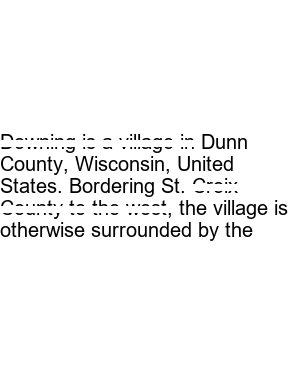 Downing is a village in Dunn
County, Wisconsin, United
States. Bordering St. Croix
County to the west, the village is
otherwise surrounded by the